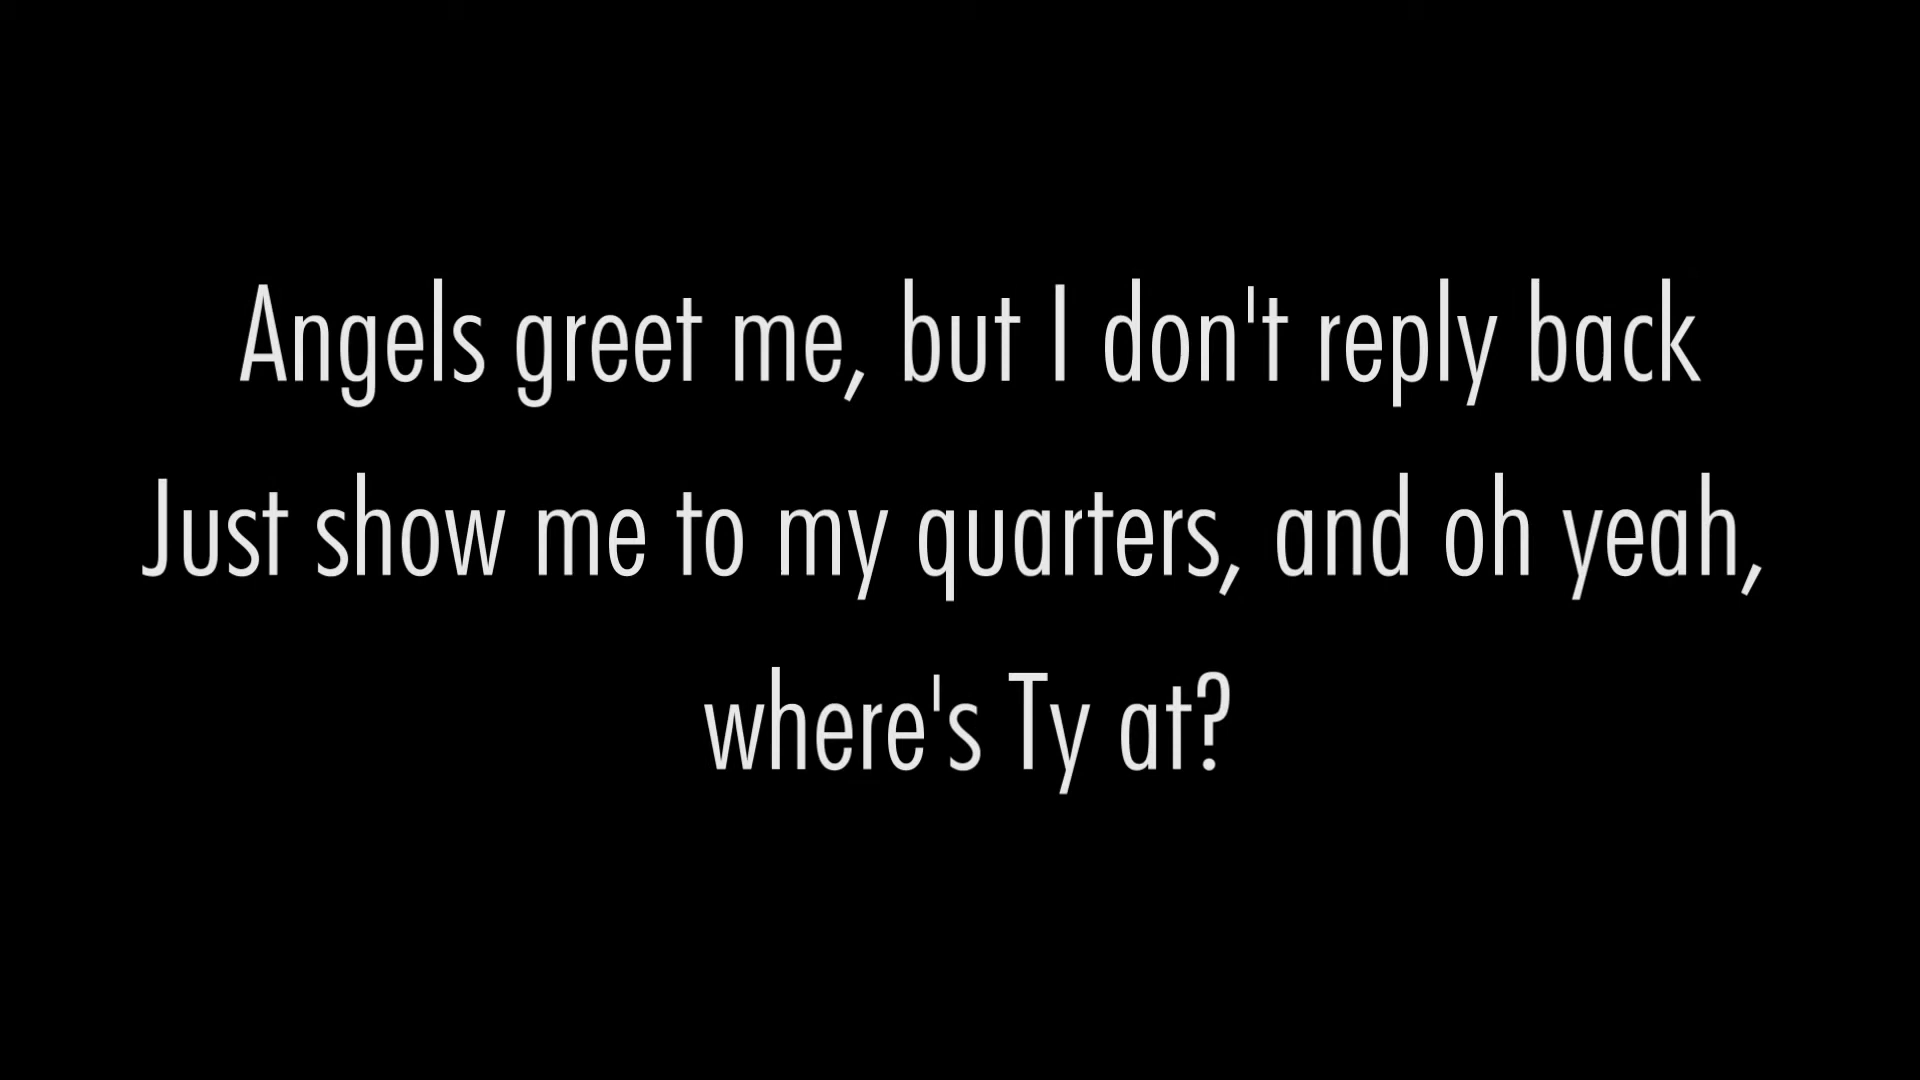 Angels greet me, but I don't reply back
Just show me to my quarters, and oh yeah,
where's Ty at?